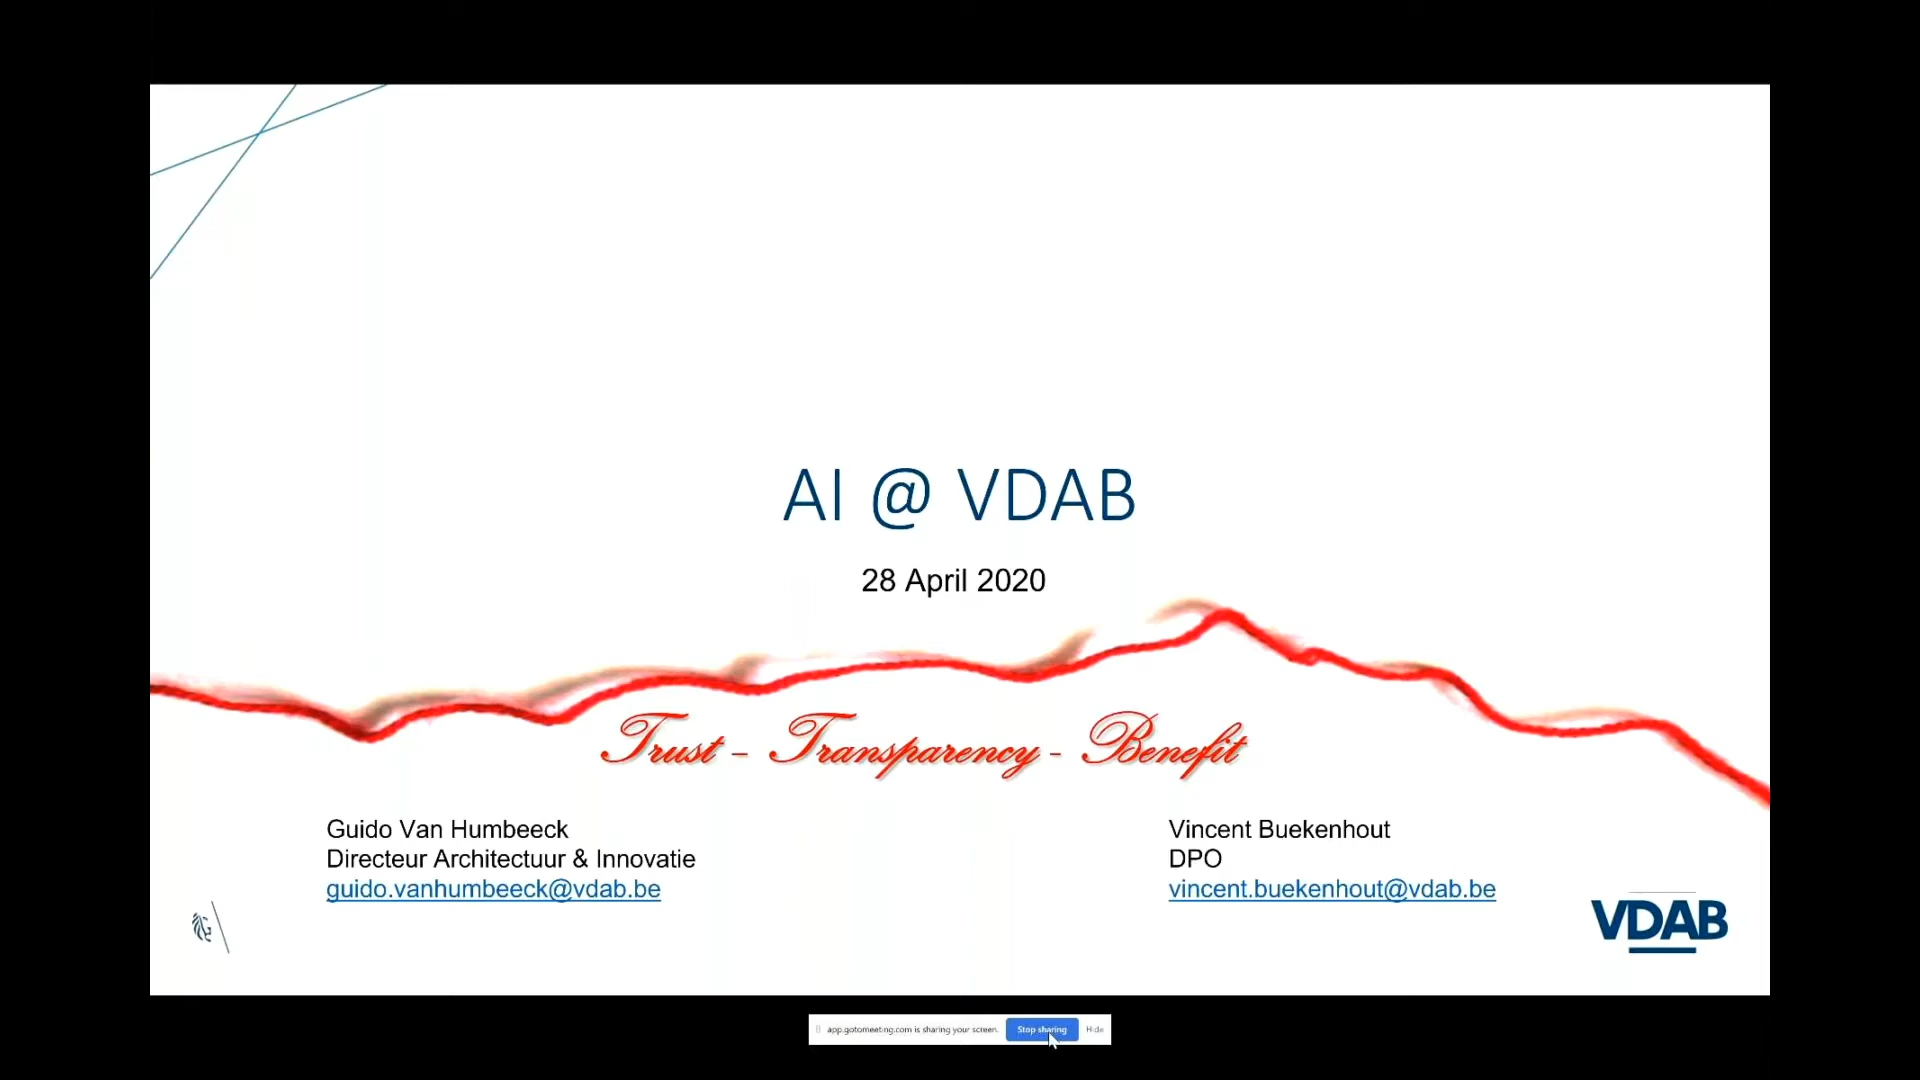 AI @ VDAB
28 April 2020
Trust - Transparency - Benefit
Guido Van Humbeeck
Directeur Architectuur & Innovatie
guido.vanhumbeeck@vdab.be
Vincent Buekenhout
DPO
vincent.buekenhout@vdab.be
VDAB
app.gotomeeting.com is sharing your screen.
Stop sharing
Hide